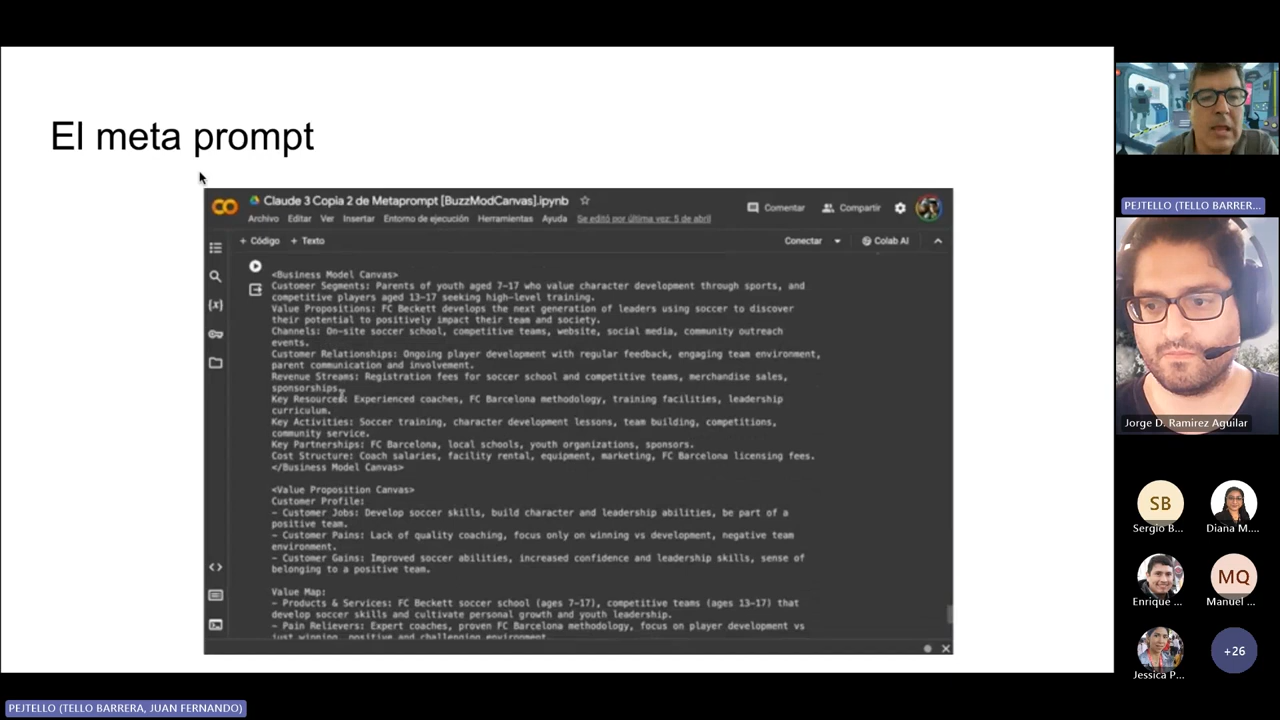 El meta prompt
Claude 3 Copia 2 de Metaprompt [BuzzModCanvas].ipynb
Archivo Editar Ver Insertar Entorno de ejecución Herramientas Ayuda Se editó por última vez: 5 de abril
Comentar Compartir
+ Código + Texto
Conectar Colab AI
<Business Model Canvas>
Customer Segments: Parents of youth aged 7-17 who value character development through sports, and
competitive players aged 13-17 seeking high-level training.
Value Propositions: FC Beckett develops the next generation of leaders using soccer to discover
their potential to positively impact their team and society.
Channels: On-site soccer school, competitive teams, website, social media, community outreach
events.
Customer Relationships: Ongoing player development with regular feedback, engaging team environment,
parent communication and involvement.
Revenue Streams: Registration fees for soccer school and competitive teams, merchandise sales,
sponsorships.
Key Resources: Experienced coaches, FC Barcelona methodology, training facilities, leadership
curriculum.
Key Activities: Soccer training, character development lessons, team building, competitions,
community service.
Key Partnerships: FC Barcelona, local schools, youth organizations, sponsors.
Cost Structure: Coach salaries, facility rental, equipment, marketing, FC Barcelona licensing fees.
</Business Model Canvas>
<Value Proposition Canvas>
Customer Profile:
- Customer Jobs: Develop soccer skills, build character and leadership abilities, be part of a
positive team.
- Customer Pains: Lack of quality coaching, focus only on winning vs development, negative team
environment.
- Customer Gains: Improved soccer abilities, increased confidence and leadership skills, sense of
belonging to a positive team.
Value Map:
- Products & Services: FC Beckett soccer school (ages 7-17), competitive teams (ages 13-17) that
develop soccer skills and cultivate personal growth and youth leadership.
- Pain Relievers: Expert coaches, proven FC Barcelona methodology, focus on player development vs
just winning, positive and challenging environment.
PEJTELLO (TELLO BARRER...
Jorge D. Ramirez Aguilar
SB
Sergio B...
Diana M....
Enrique ...
MQ
Manuel ...
Jessica P...
+26
PEJTELLO (TELLO BARRERA, JUAN FERNANDO)